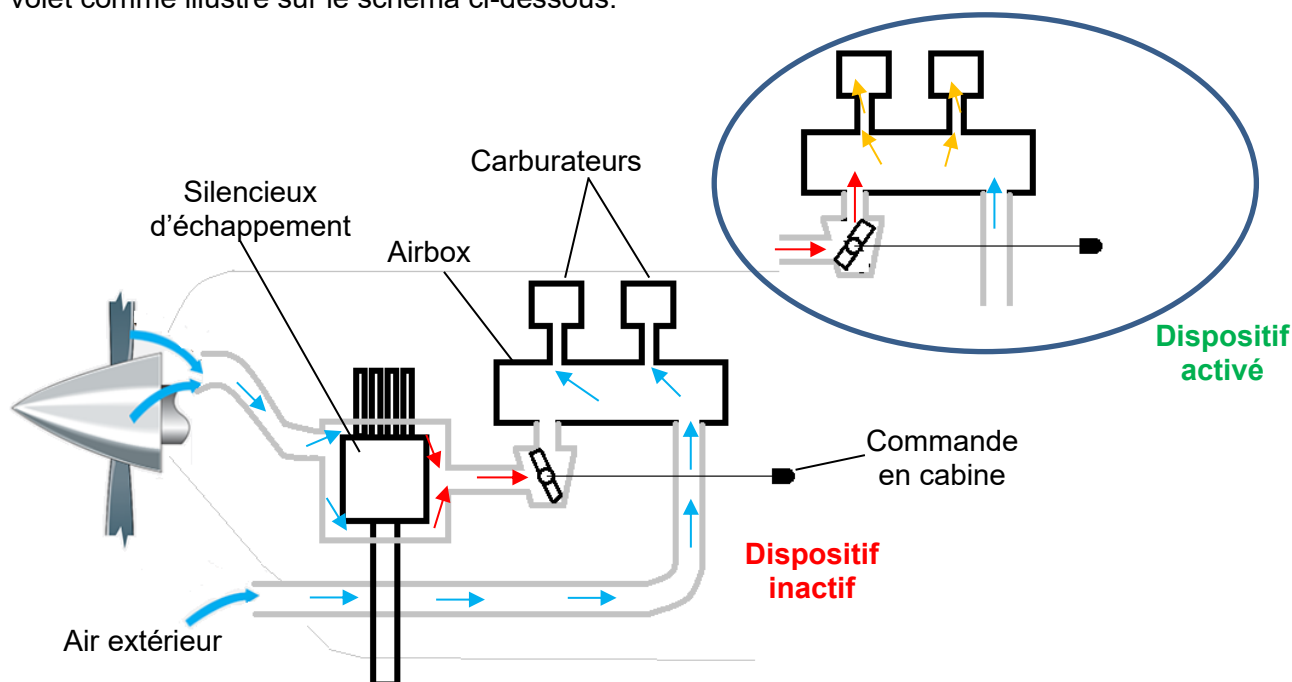 volet comme illustré sur le schéma ci-dessous.
Carburateurs
Silencieux
d'échappement
Airbox
Dispositif
activé
Commande
en cabine
Dispositif
inactif
Air extérieur